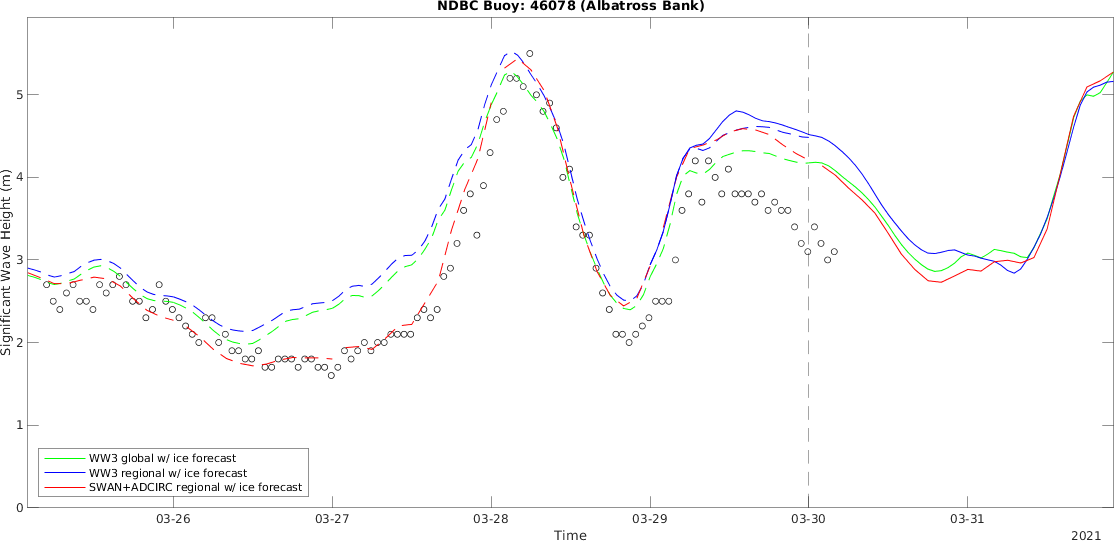 NDBC Buoy: 46078 (Albatross Bank)
Significant Wave Height (m)
5
4
3
2
1
0
WW3 global w/ ice forecast
WW3 regional w/ ice forecast
SWAN+ADCIRC regional w/ ice forecast
03-26 03-27 03-28 03-29 03-30 03-31
Time
2021